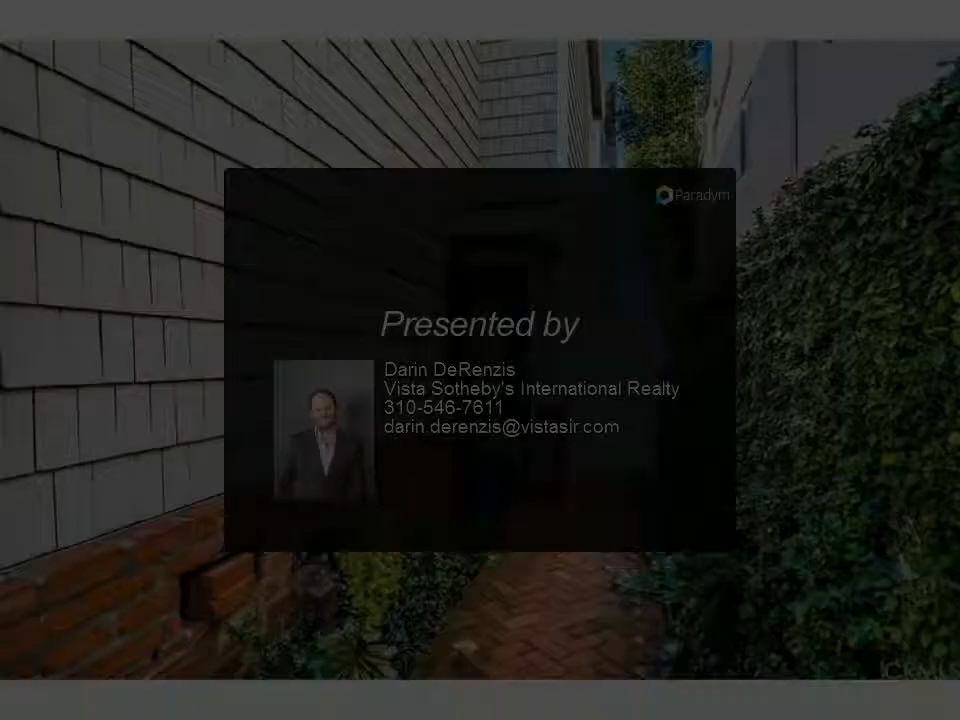 Paradym
Presented by
Darin DeRenzis
Vista Sotheby's International Realty
310-546-7611
darin.derenzis@vistasir.com